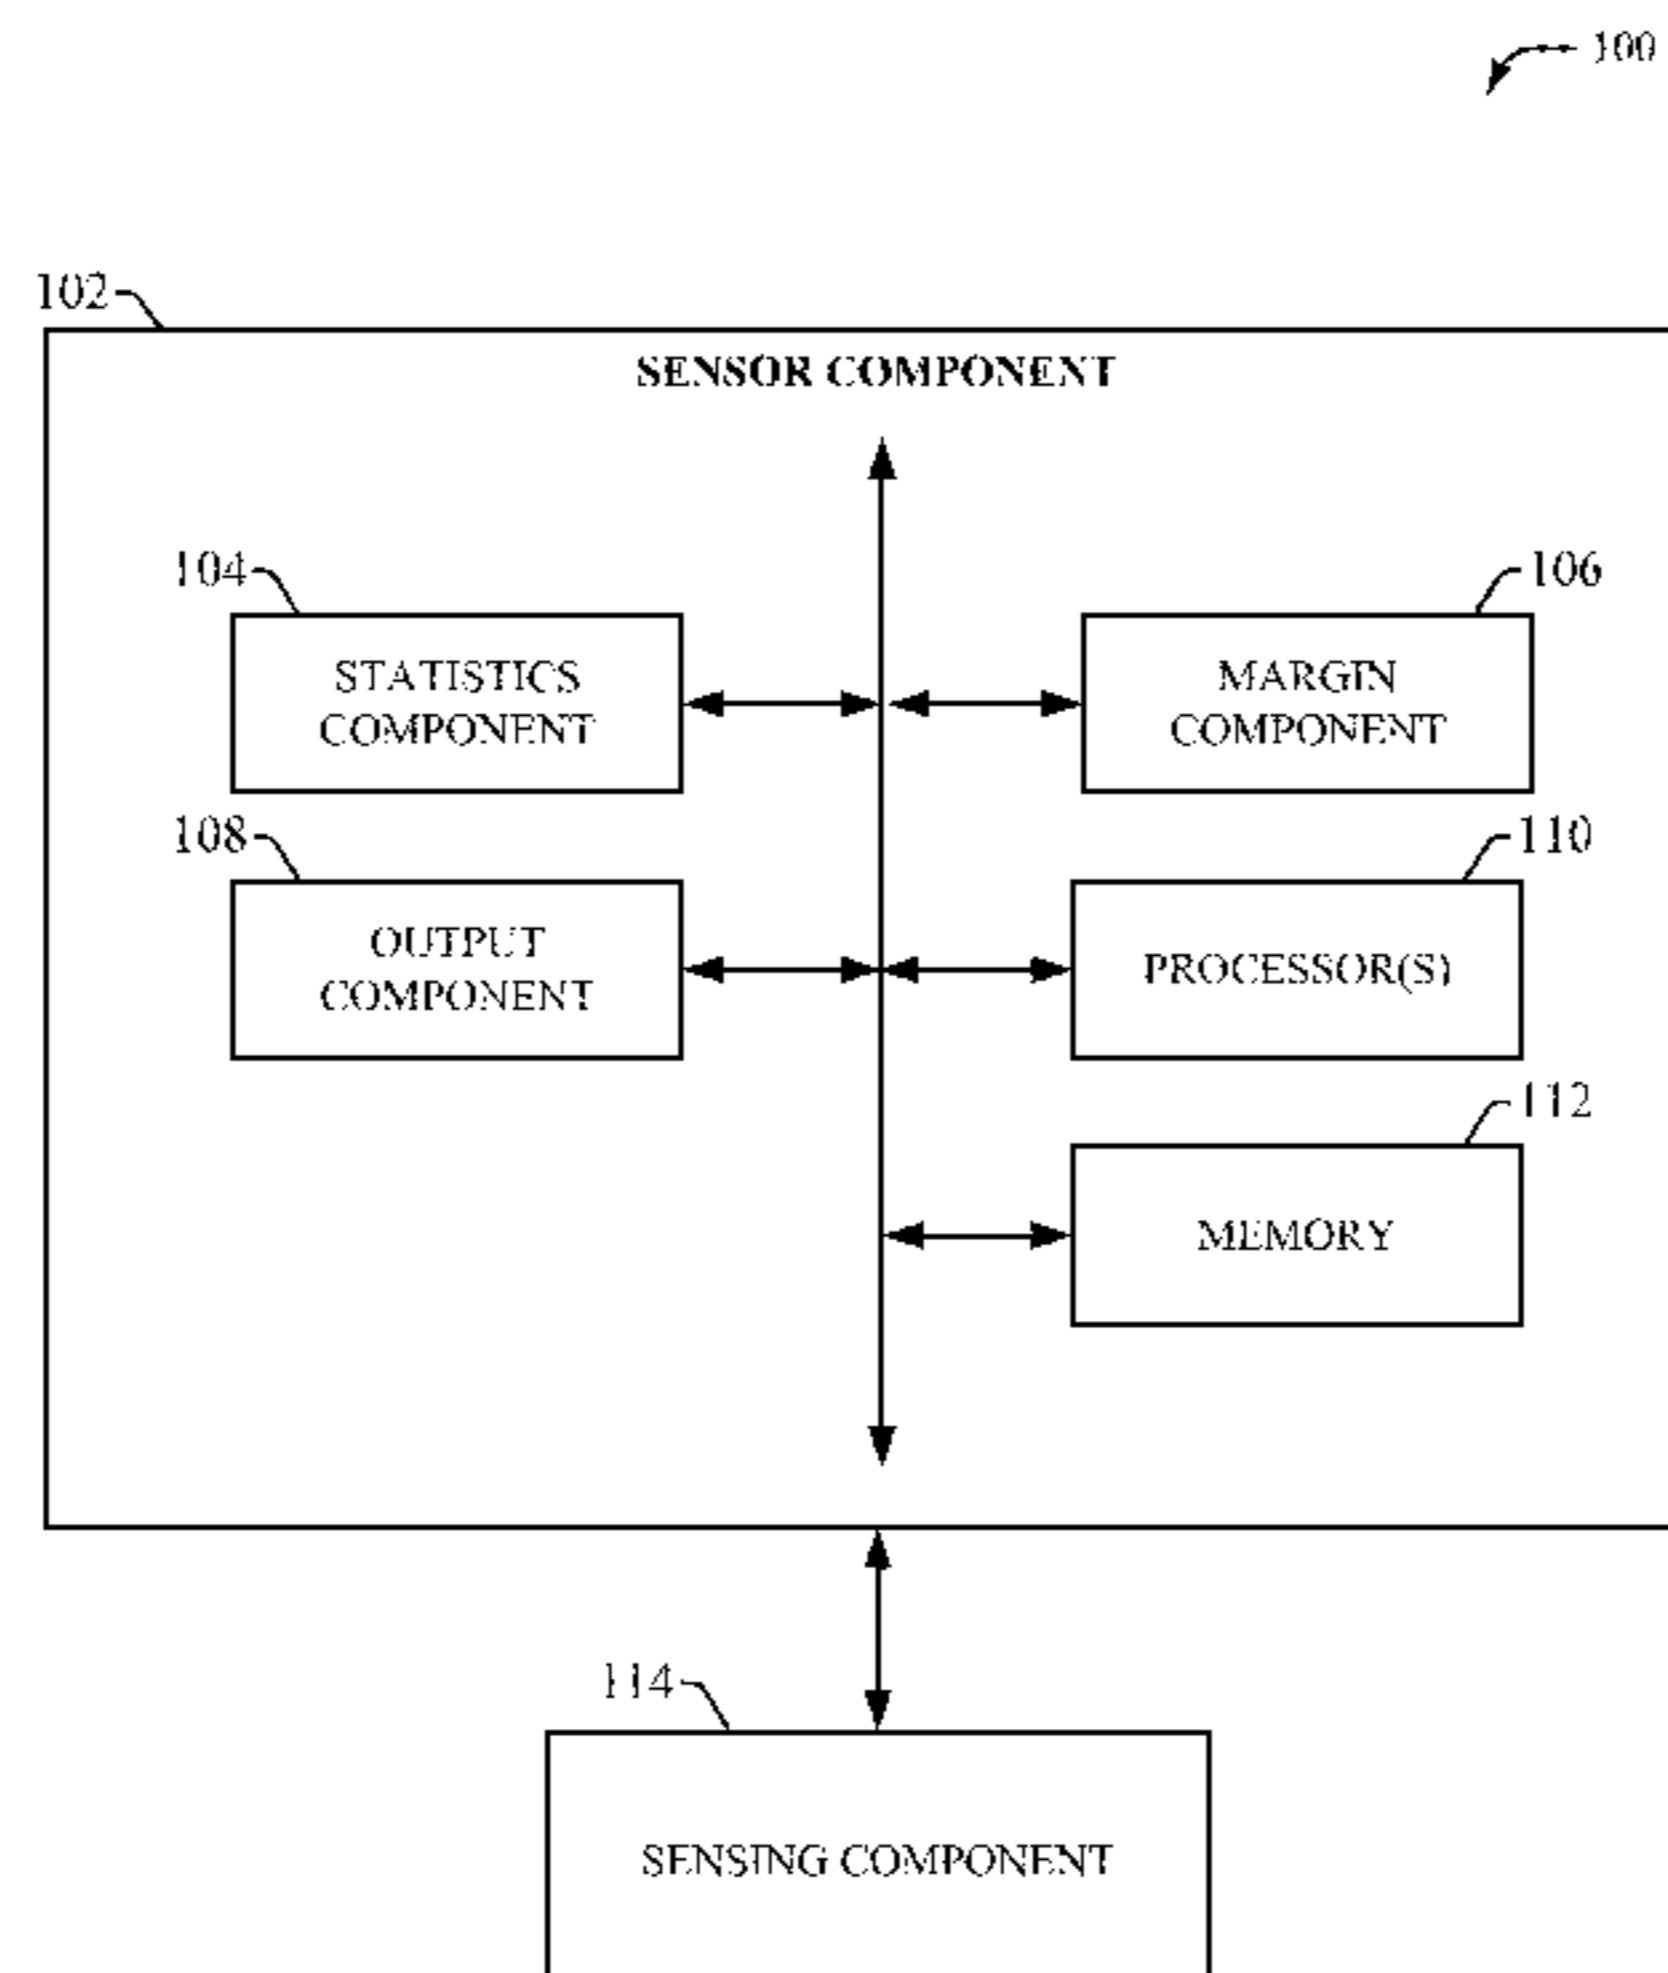 100
102
SENSOR COMPONENT
104
106
STATISTICS
COMPONENT
MARGIN
COMPONENT
108
110
OUTPUT
COMPONENT
PROCESSOR(S)
112
MEMORY
114
SENSING COMPONENT